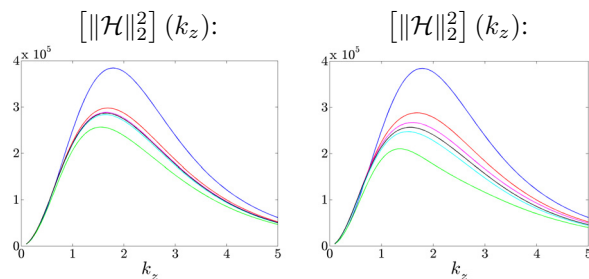 [‖ℋ‖₂²] (k_z): [‖ℋ‖₂²] (k_z):
4 x 10⁵ 4 x 10⁵
3 3
2 2
1 1
0 0
0 1 2 3 4 5 0 1 2 3 4 5
k_z k_z